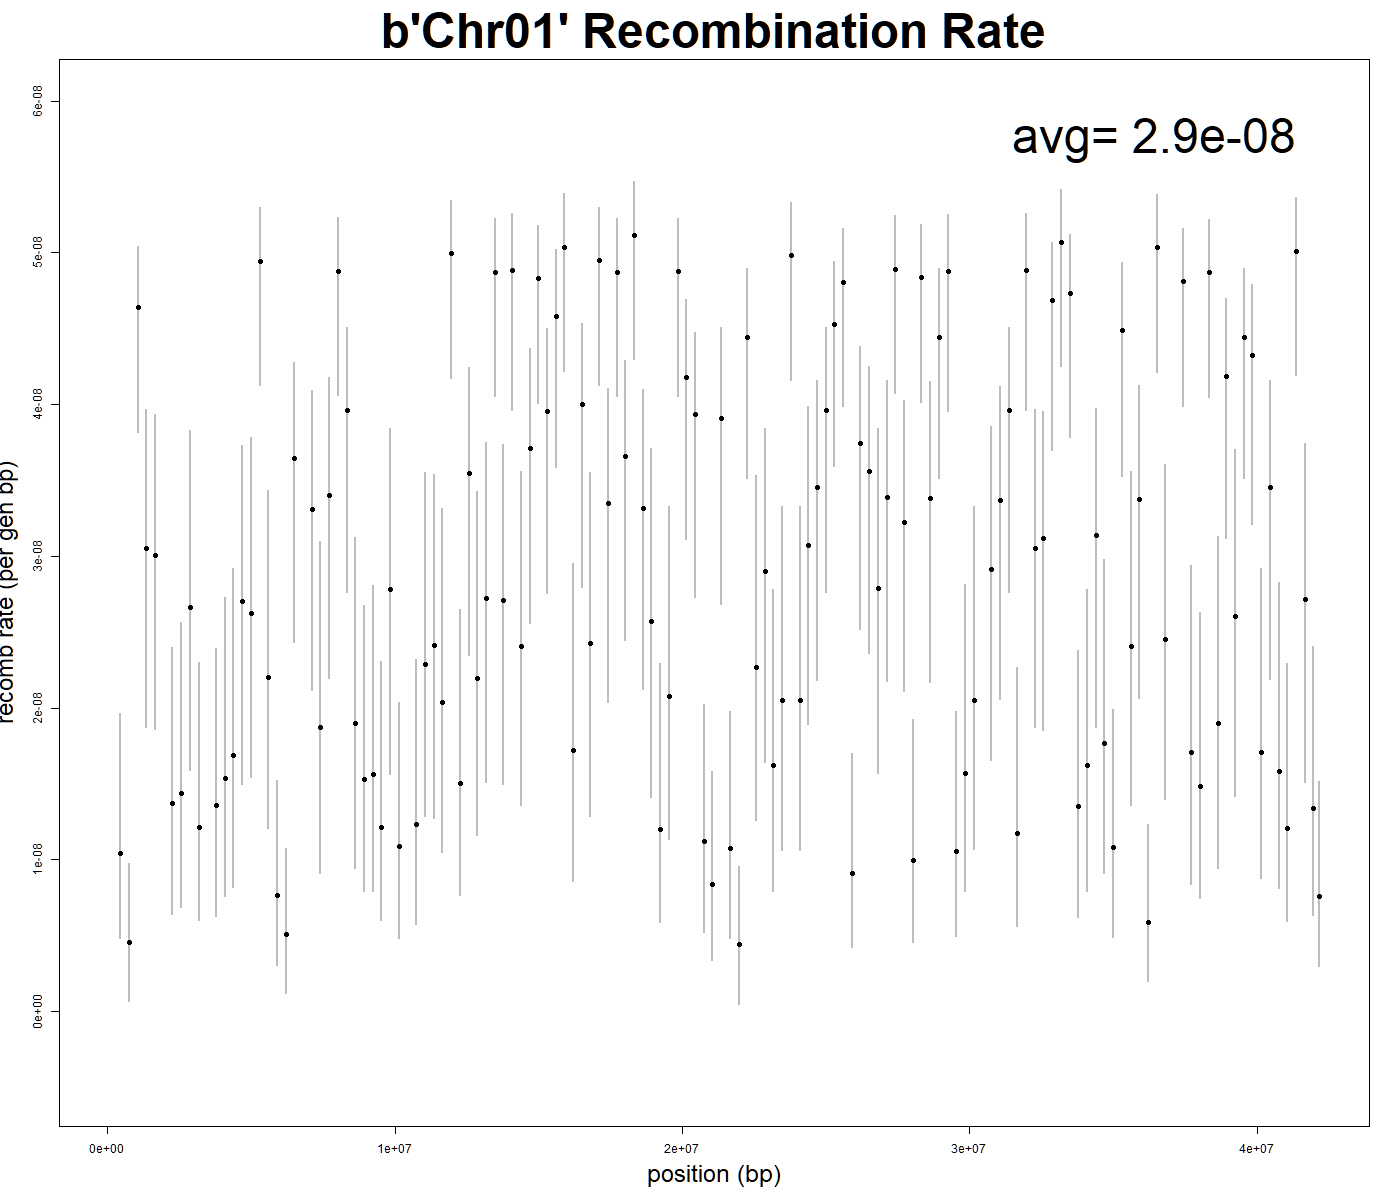 b'Chr01' Recombination Rate
avg= 2.9e-08
6e-08
5e-08
4e-08
3e-08
2e-08
1e-08
0e+00
recomb rate (per gen bp)
0e+00 1e+07 2e+07 3e+07 4e+07
position (bp)